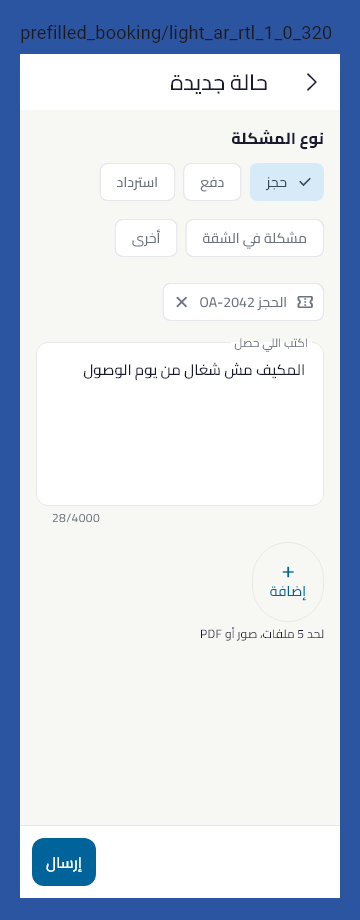 prefilled_booking/light_ar_rtl_1_0_320
حالة جديدة
نوع المشكلة
حجز
دفع
استرداد
مشكلة في الشقة
أخرى
الحجز OA-2042
اكتب اللي حصل
المكيف مش شغال من يوم الوصول
28/4000
+
إضافة
لحد 5 ملفات، صور أو PDF
إرسال